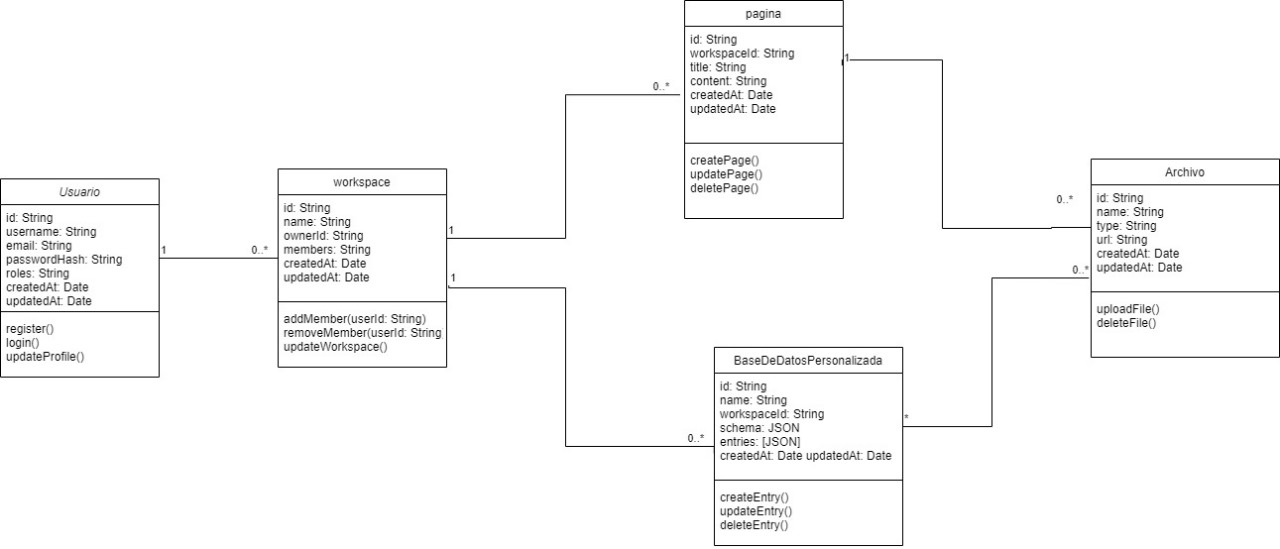 Usuario
id: String
username: String
email: String
passwordHash: String
roles: String
createdAt: Date
updatedAt: Date
register()
login()
updateProfile()
1
0..*
workspace
id: String
name: String
ownerId: String
members: String
createdAt: Date
updatedAt: Date
addMember(userId: String)
removeMember(userId: String
updateWorkspace()
1
0..*
1
0..*
pagina
id: String
workspaceId: String
title: String
content: String
createdAt: Date
updatedAt: Date
createPage()
updatePage()
deletePage()
1
0..*
BaseDeDatosPersonalizada
id: String
name: String
workspaceId: String
schema: JSON
entries: [JSON]
createdAt: Date updatedAt: Date
createEntry()
updateEntry()
deleteEntry()
*
0..*
Archivo
id: String
name: String
type: String
url: String
createdAt: Date
updatedAt: Date
uploadFile()
deleteFile()